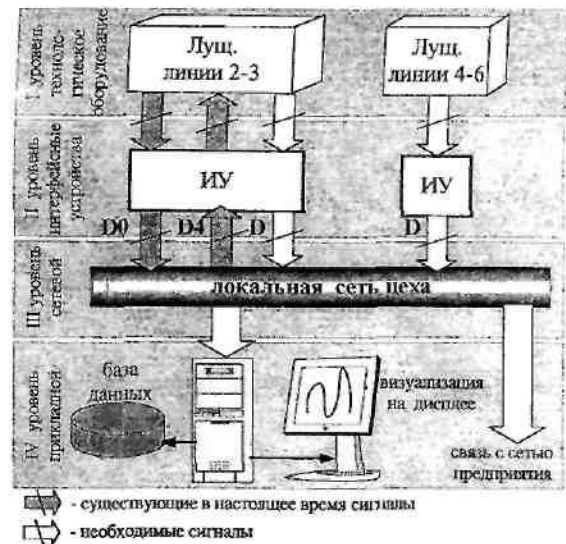 I уровень
техноло-
гическое
оборудование
Лущ.
линии 2-3
Лущ.
линии 4-6
II уровень
интерфейсные
устройства
ИУ
ИУ
D0
D4
D
D
III уровень
сетевой
локальная сеть цеха
IV уровень
прикладной
база
данных
визуализация
на дисплее
связь с сетью
предприятия
- существующие в настоящее время сигналы
- необходимые сигналы